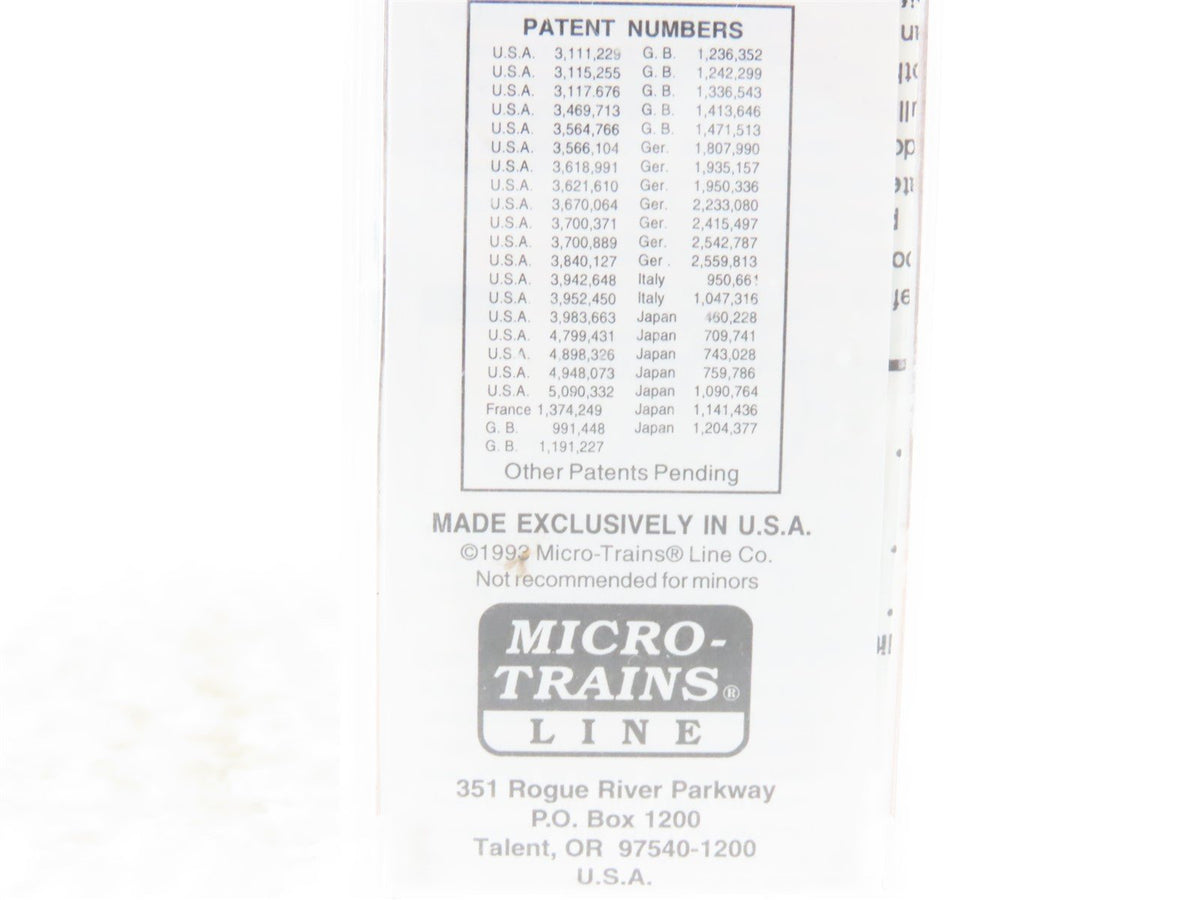 PATENT NUMBERS
U.S.A. 3,111,229 G. B. 1,236,352
U.S.A. 3,115,255 G. B. 1,242,299
U.S.A. 3,117.676 G. B. 1,336,543
U.S.A. 3,469,713 G. B. 1,413,646
U.S.A. 3,564,766 G. B. 1,471,513
U.S.A. 3,566,104 Ger. 1,807,990
U.S.A. 3,618,991 Ger. 1,935,157
U.S.A. 3,621,610 Ger. 1,950,336
U.S.A. 3,670,064 Ger. 2,233,080
U.S.A. 3,700,371 Ger. 2,415,497
U.S.A. 3,700,889 Ger. 2,542,787
U.S.A. 3,840,127 Ger . 2,559,813
U.S.A. 3,942,648 Italy 950,661
U.S.A. 3,952,450 Italy 1,047,316
U.S.A. 3,983,663 Japan 460,228
U.S.A. 4,799,431 Japan 709,741
U.S.A. 4,898,326 Japan 743,028
U.S.A. 4,948,073 Japan 759,786
U.S.A. 5,090,332 Japan 1,090,764
France 1,374,249 Japan 1,141,436
G. B. 991,448 Japan 1,204,377
G. B. 1,191,227
Other Patents Pending
MADE EXCLUSIVELY IN U.S.A.
©1993 Micro-Trains® Line Co.
Not recommended for minors
MICRO-
TRAINS®
LINE
351 Rogue River Parkway
P.O. Box 1200
Talent, OR 97540-1200
U.S.A.